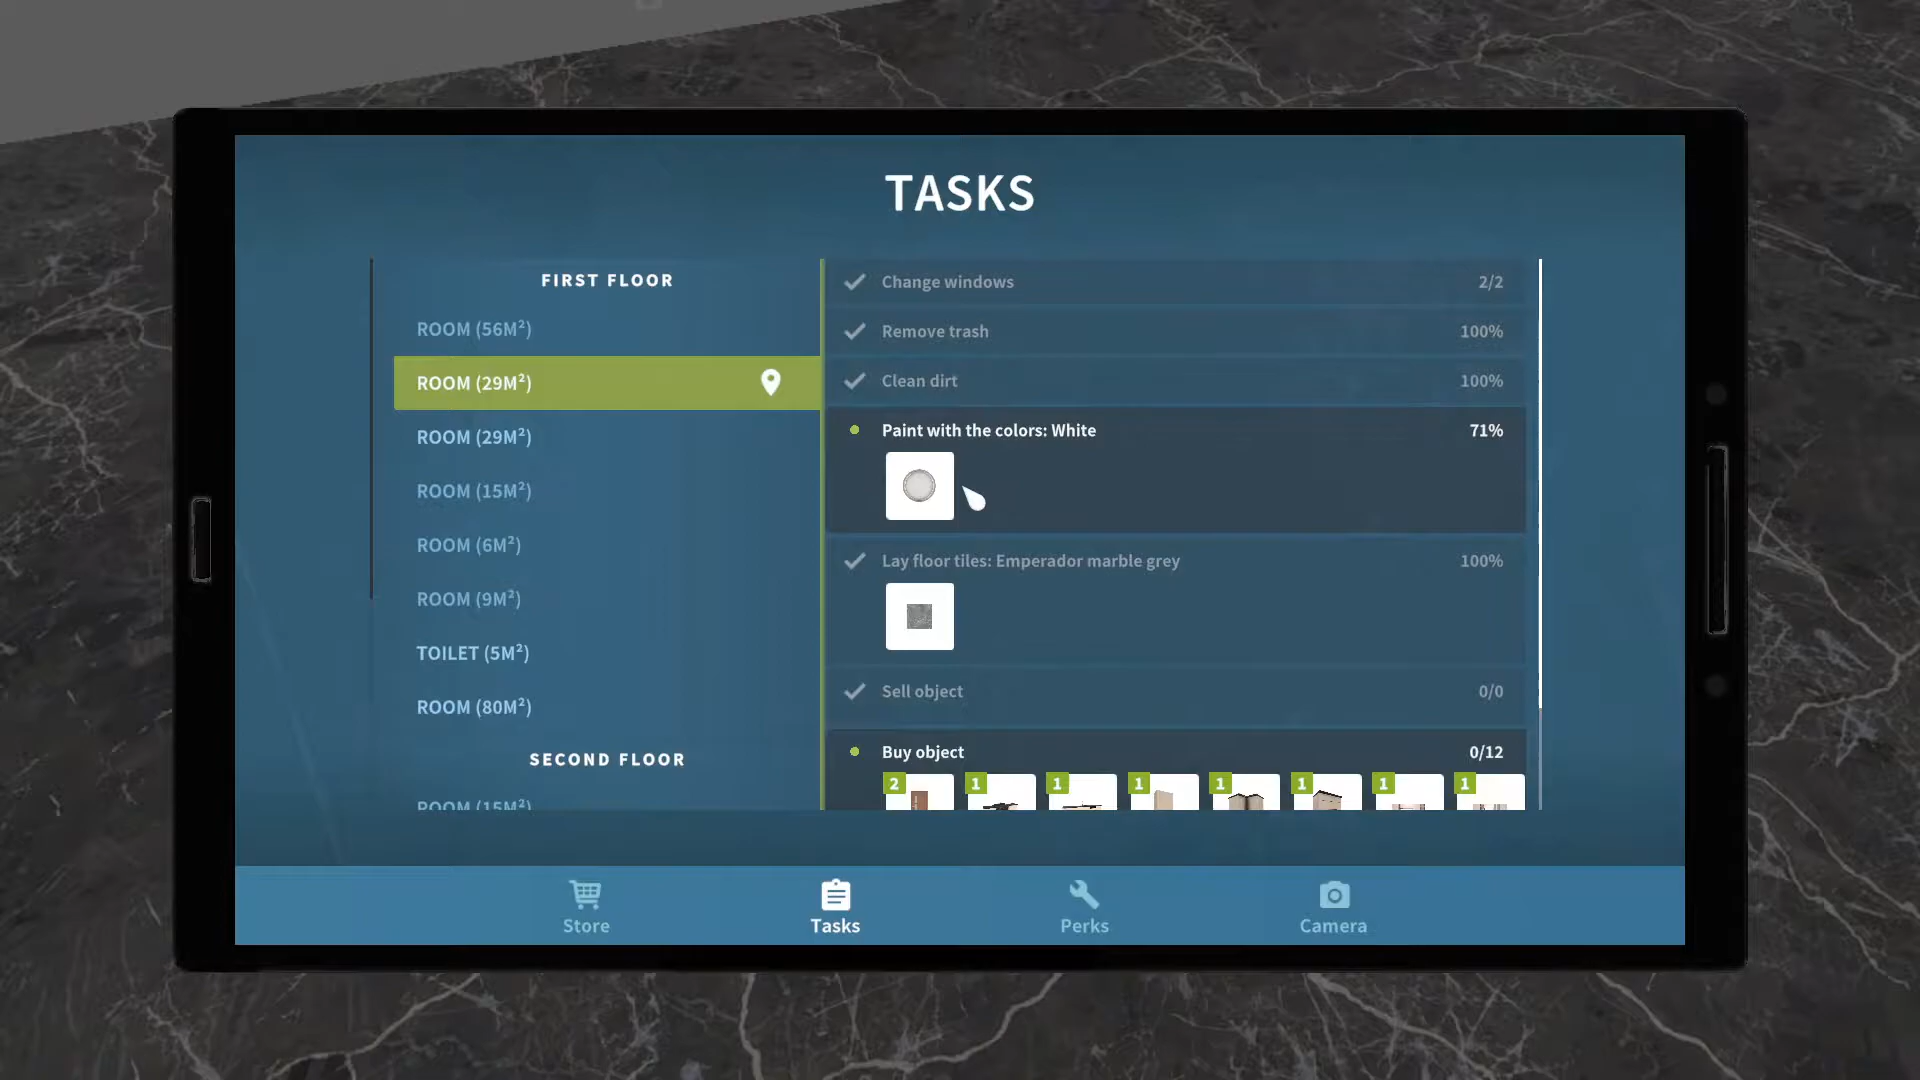 TASKS
FIRST FLOOR
ROOM (56M²)
ROOM (29M²)
ROOM (29M²)
ROOM (15M²)
ROOM (6M²)
ROOM (9M²)
TOILET (5M²)
ROOM (80M²)
SECOND FLOOR
ROOM (15M²)
Change windows 2/2
Remove trash 100%
Clean dirt 100%
Paint with the colors: White 71%
Lay floor tiles: Emperador marble grey 100%
Sell object 0/0
Buy object 0/12
2 1 1 1 1 1 1 1
Store Tasks Perks Camera